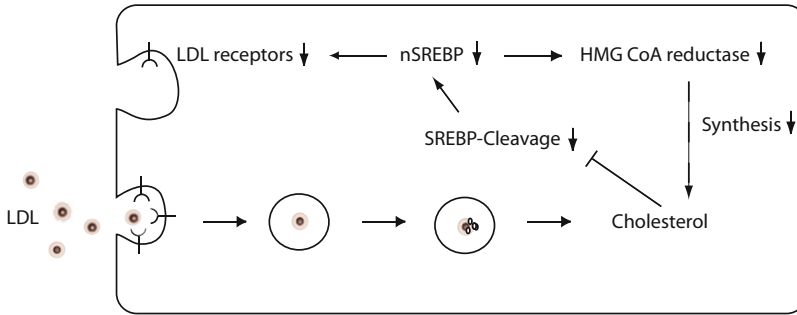 LDL receptors
nSREBP
HMG CoA reductase
Synthesis
SREBP-Cleavage
LDL
Cholesterol